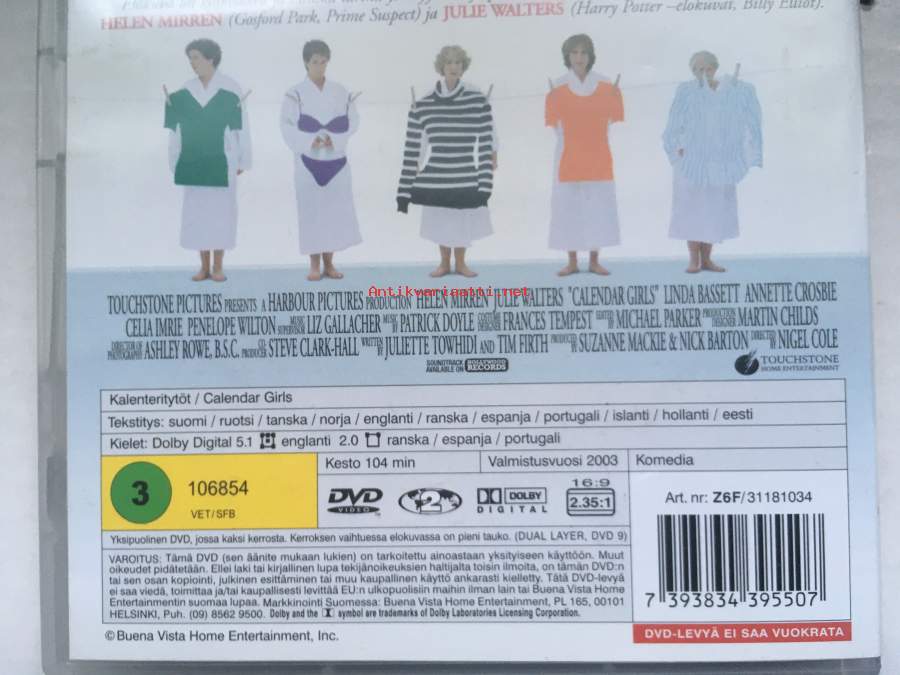 HELEN MIRREN (Gosford Park, Prime Suspect) ja JULIE WALTERS (Harry Potter –elokuvat, Billy Elliot).
Antikvariaatti.net
TOUCHSTONE PICTURES PRESENTS A HARBOUR PICTURES PRODUCTION HELEN MIRREN JULIE WALTERS "CALENDAR GIRLS" LINDA BASSETT ANNETTE CROSBIE
CELIA IMRIE PENELOPE WILTON MUSIC SUPERVISOR LIZ GALLACHER MUSIC BY PATRICK DOYLE COSTUME DESIGNER FRANCES TEMPEST EDITED BY MICHAEL PARKER PRODUCTION DESIGNER MARTIN CHILDS
DIRECTOR OF PHOTOGRAPHY ASHLEY ROWE, B.S.C. CO-PRODUCER STEVE CLARK-HALL WRITTEN BY JULIETTE TOWHIDI AND TIM FIRTH PRODUCED BY SUZANNE MACKIE & NICK BARTON DIRECTED BY NIGEL COLE
SOUNDTRACK AVAILABLE ON HOLLYWOOD RECORDS
TOUCHSTONE
HOME ENTERTAINMENT
Kalenteritytöt / Calendar Girls
Tekstitys: suomi / ruotsi / tanska / norja / englanti / ranska / espanja / portugali / islanti / hollanti / eesti
Kielet: Dolby Digital 5.1 englanti 2.0 ranska / espanja / portugali
3 106854
VET/SFB
Kesto 104 min
Valmistusvuosi 2003
Komedia
DVD VIDEO
2
DOLBY DIGITAL
16:9
2.35:1
Art. nr: Z6F/31181034
Yksipuolinen DVD, jossa kaksi kerrosta. Kerroksen vaihtuessa elokuvassa on pieni tauko. (DUAL LAYER, DVD 9)
VAROITUS: Tämä DVD (sen äänite mukaan lukien) on tarkoitettu ainoastaan yksityiseen käyttöön. Muut
oikeudet pidätetään. Ellei laki tai kirjallinen lupa tekijänoikeuksien haltijalta toisin ilmoita, on tämän DVD:n
tai sen osan kopiointi, julkinen esittäminen tai muu kaupallinen käyttö ankarasti kielletty. Tätä DVD-levyä
ei saa viedä, toimittaa ja/tai kaupallisesti levittää EU:n ulkopuolisiin maihin ilman lain tai Buena Vista Home
Entertainmentin suomaa lupaa. Markkinointi Suomessa: Buena Vista Home Entertainment, PL 165, 00101
HELSINKI, Puh. (09) 8562 9500. Dolby and the symbol are trademarks of Dolby Laboratories Licensing Corporation.
7 393834 395507
© Buena Vista Home Entertainment, Inc.
DVD-LEVYÄ EI SAA VUOKRATA